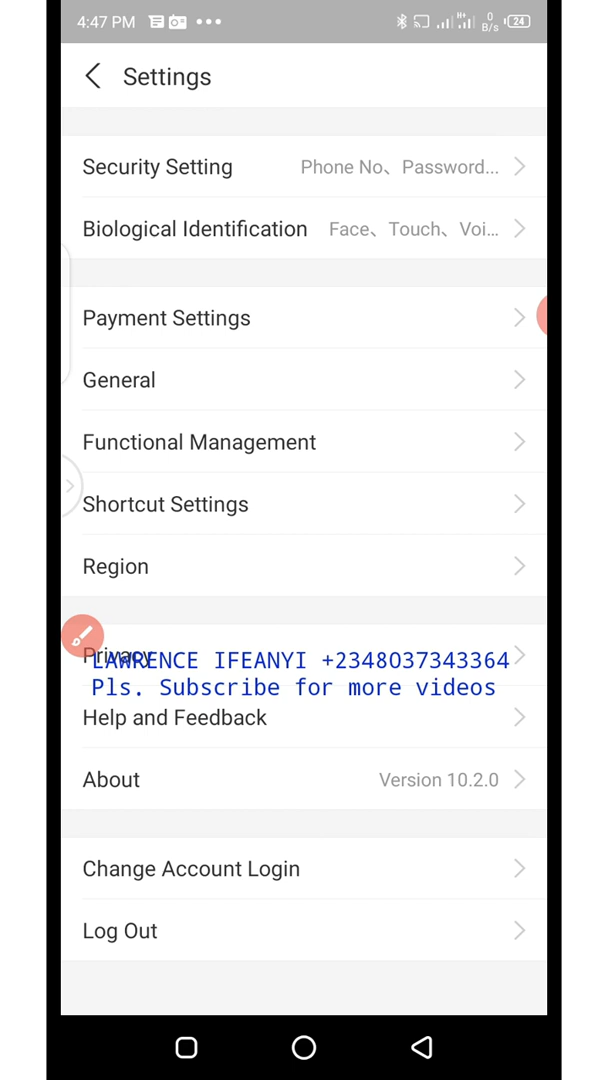 4:47 PM
0 B/s 24
Settings
Security Setting Phone No、Password...
Biological Identification Face、Touch、Voi...
Payment Settings
General
Functional Management
Shortcut Settings
Region
Privacy
LAWRENCE IFEANYI +2348037343364
Pls. Subscribe for more videos
Help and Feedback
About Version 10.2.0
Change Account Login
Log Out